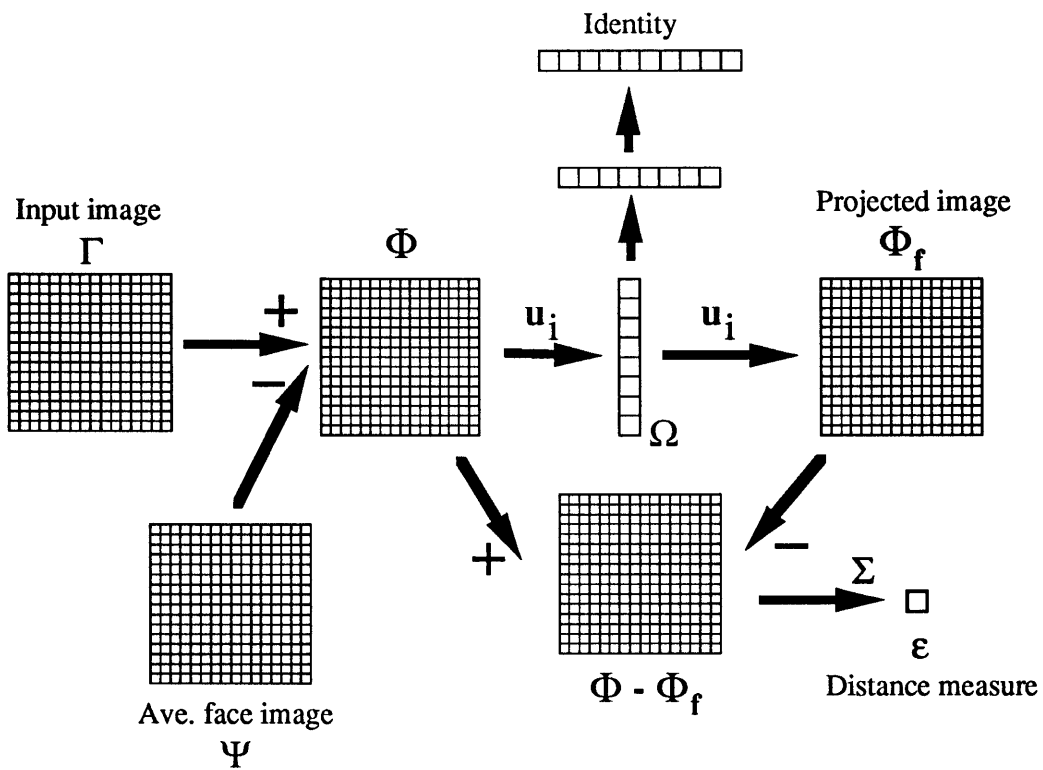 Identity
Input image
Γ
Φ
Projected image
Φf
+
−
ui
ui
Ω
+
−
Σ
ε
Distance measure
Φ - Φf
Ave. face image
Ψ